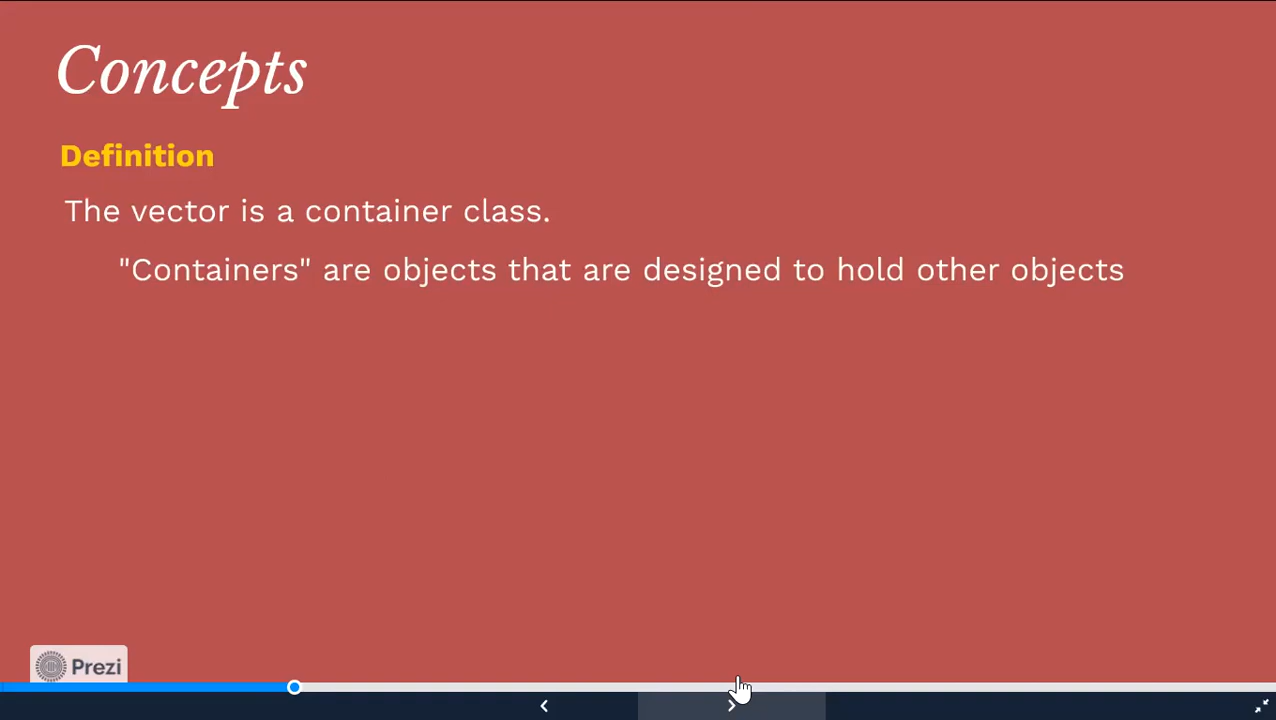 Concepts
Definition
The vector is a container class.
"Containers" are objects that are designed to hold other objects
Prezi